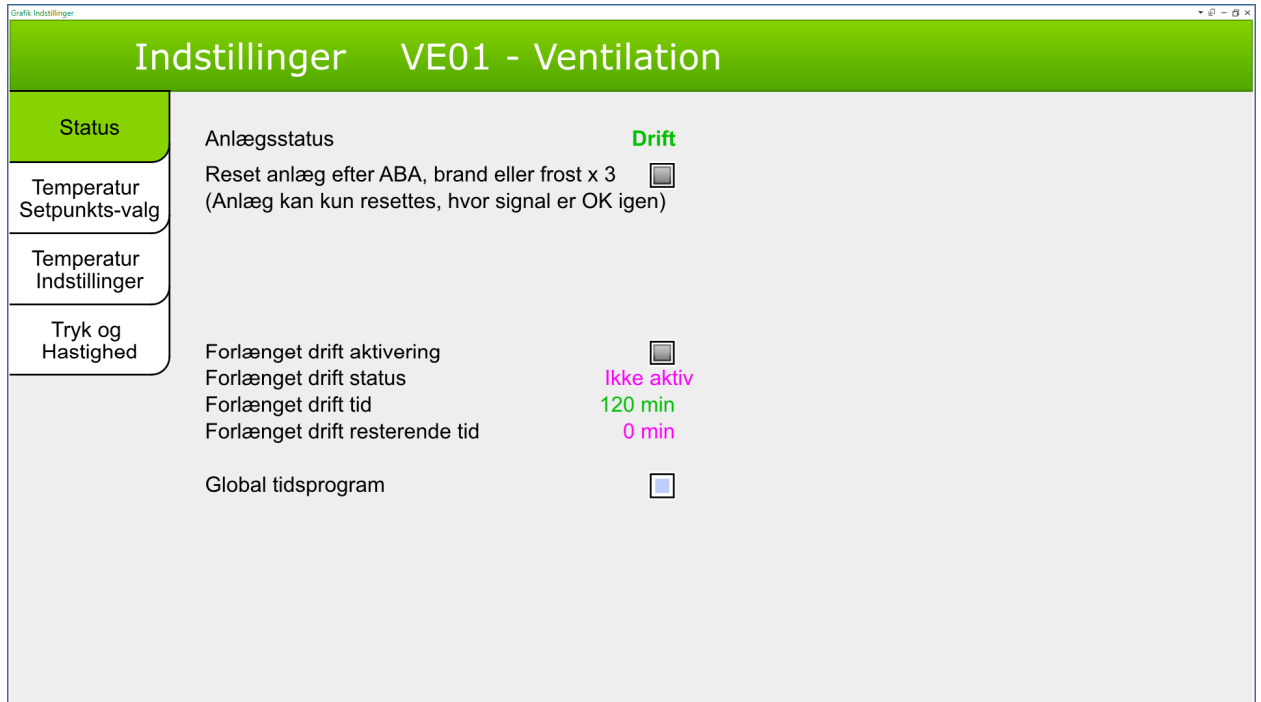 Grafik Indstillinger
Indstillinger VE01 - Ventilation
Status
Temperatur
Setpunkts-valg
Temperatur
Indstillinger
Tryk og
Hastighed
Anlægsstatus Drift
Reset anlæg efter ABA, brand eller frost x 3
(Anlæg kan kun resettes, hvor signal er OK igen)
Forlænget drift aktivering
Forlænget drift status Ikke aktiv
Forlænget drift tid 120 min
Forlænget drift resterende tid 0 min
Global tidsprogram